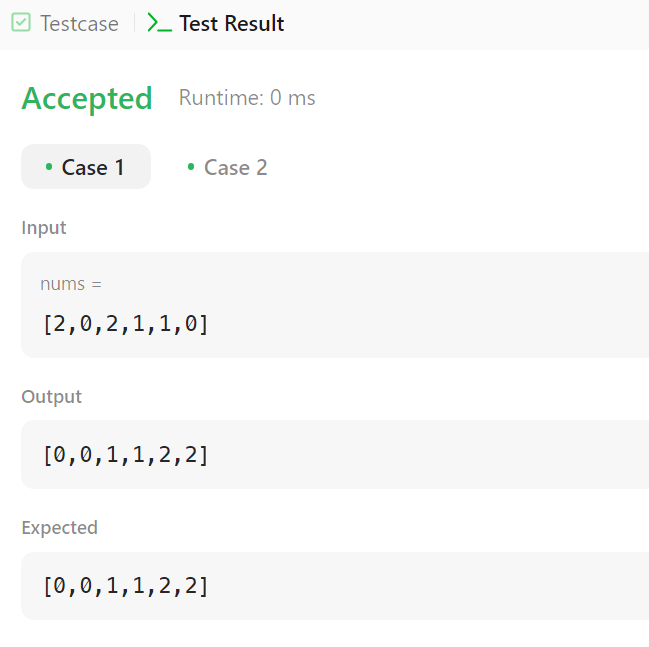 Testcase Test Result
Accepted Runtime: 0 ms
Case 1 Case 2
Input
nums =
[2,0,2,1,1,0]
Output
[0,0,1,1,2,2]
Expected
[0,0,1,1,2,2]